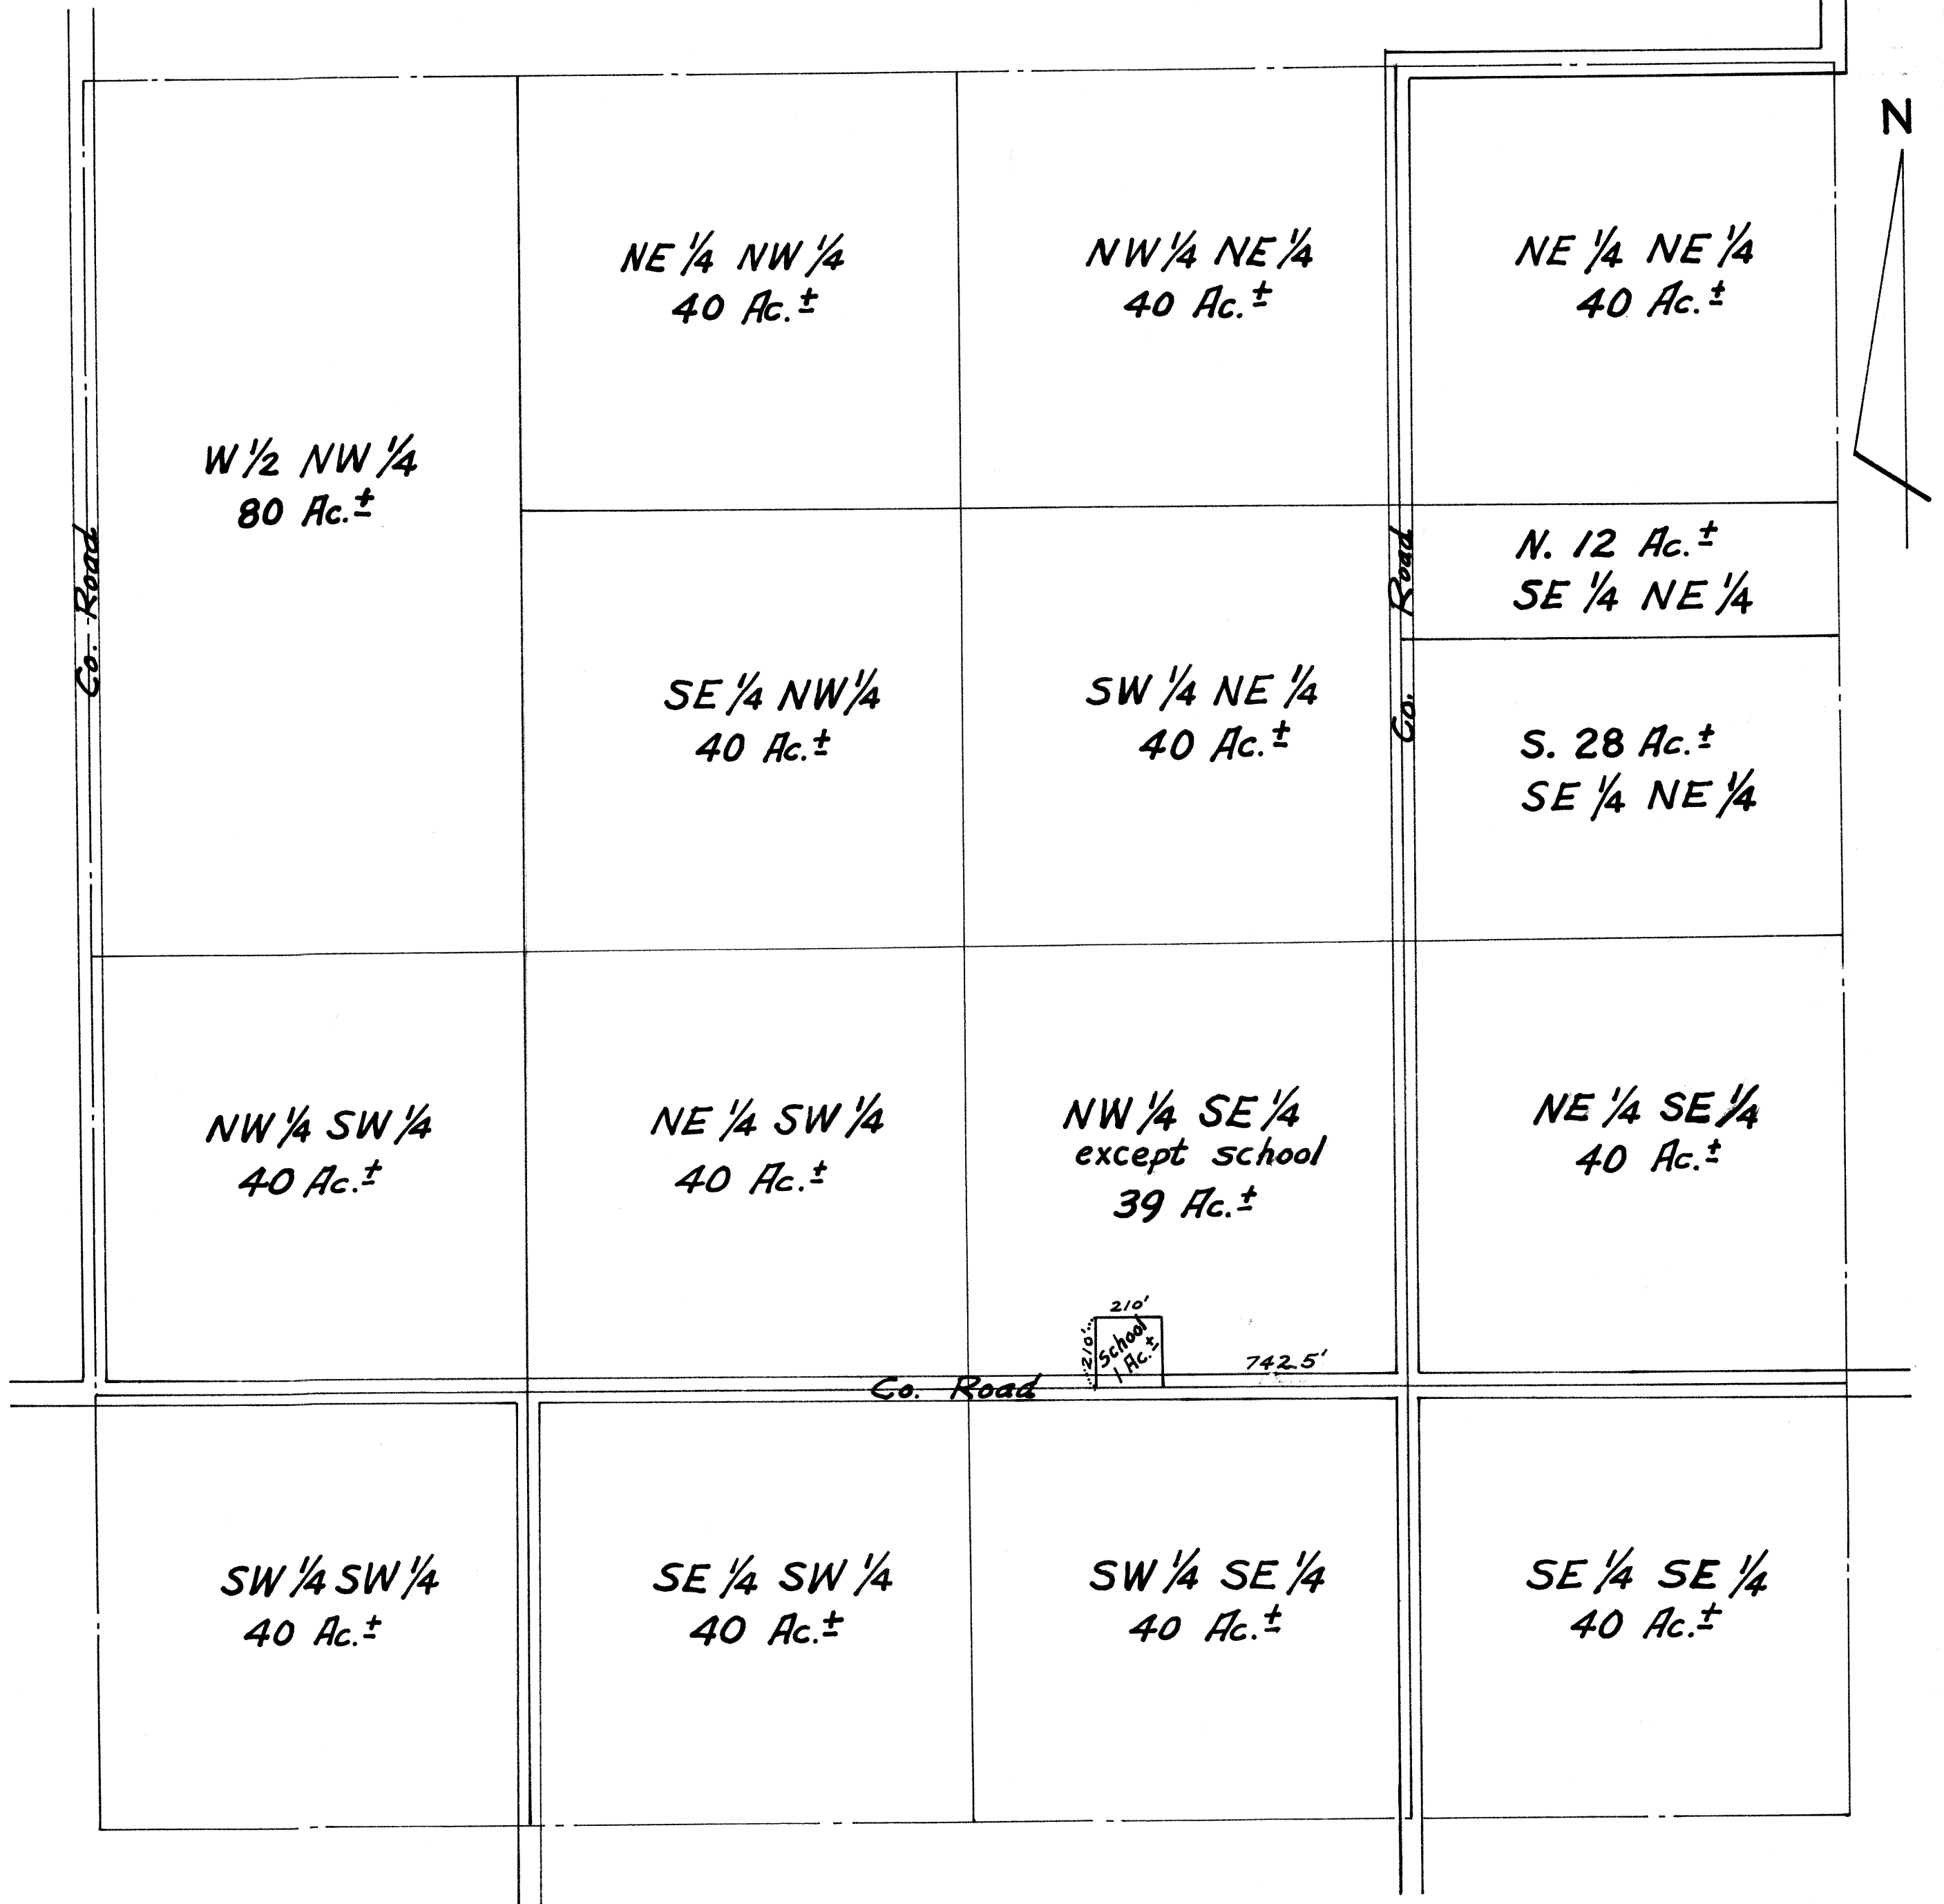 N
NE 1/4 NW 1/4
40 Ac.±
NW 1/4 NE 1/4
40 Ac.±
NE 1/4 NE 1/4
40 Ac.±
W 1/2 NW 1/4
80 Ac.±
Co. Road
Co. Road
N. 12 Ac.±
SE 1/4 NE 1/4
SE 1/4 NW 1/4
40 Ac.±
SW 1/4 NE 1/4
40 Ac.±
S. 28 Ac.±
SE 1/4 NE 1/4
NW 1/4 SW 1/4
40 Ac.±
NE 1/4 SW 1/4
40 Ac.±
NW 1/4 SE 1/4
except school
39 Ac.±
NE 1/4 SE 1/4
40 Ac.±
210'
210'
School
1 Ac.±
742.5'
Co. Road
SW 1/4 SW 1/4
40 Ac.±
SE 1/4 SW 1/4
40 Ac.±
SW 1/4 SE 1/4
40 Ac.±
SE 1/4 SE 1/4
40 Ac.±